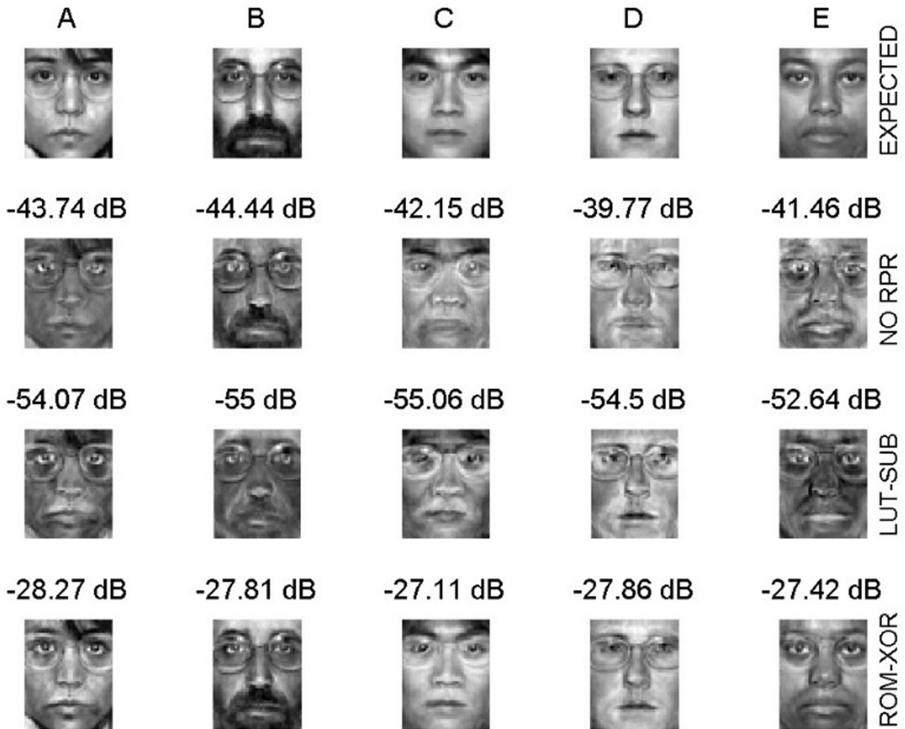 A B C D E
EXPECTED
-43.74 dB -44.44 dB -42.15 dB -39.77 dB -41.46 dB
NO RPR
-54.07 dB -55 dB -55.06 dB -54.5 dB -52.64 dB
LUT-SUB
-28.27 dB -27.81 dB -27.11 dB -27.86 dB -27.42 dB
ROM-XOR